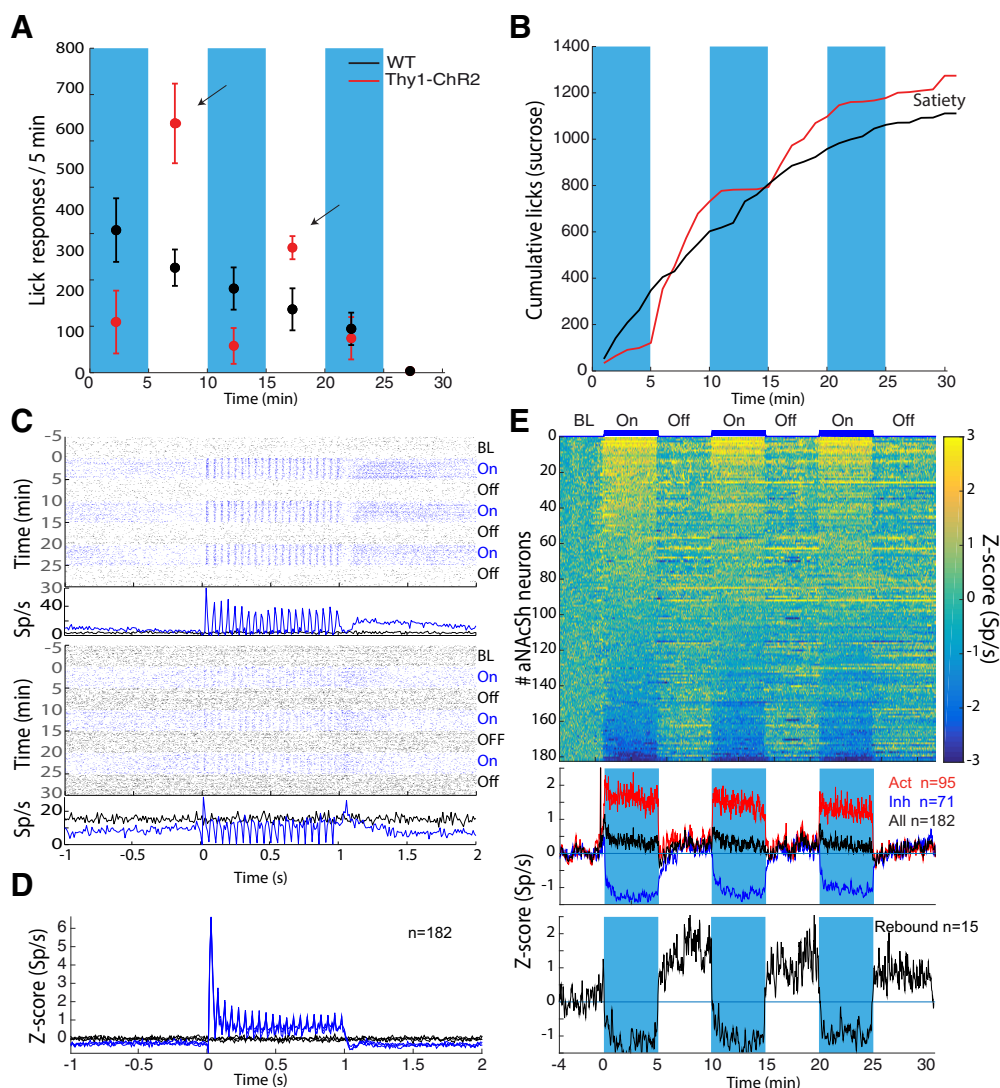 A
800
700
600
500
400
300
200
100
0
Lick responses / 5 min
WT
Thy1-ChR2
0 5 10 15 20 25 30
Time (min)
B
1400
1200
1000
800
600
400
200
0
Cumulative licks (sucrose)
Satiety
0 5 10 15 20 25 30
Time (min)
C
-5
0
5
10
15
20
25
30
Time (min)
BL
On
Off
On
Off
On
Off
40
20
0
Sp/s
-5
0
5
10
15
20
25
30
Time (min)
BL
On
Off
On
OFF
On
Off
20
0
Sp/s
-1 0 1 2
Time (s)
D
6
5
4
3
2
1
0
Z-score (Sp/s)
n=182
-1 -0.5 0 0.5 1 1.5 2
Time (s)
E
BL On Off On Off On Off
0
20
40
60
80
100
120
140
160
180
# aNAcSh neurons
3
2
1
0
-1
-2
-3
Z-score (Sp/s)
2
1
0
-1
Act n=95
Inh n=71
All n=182
Z-score (Sp/s)
2
1
0
-1
Rebound n=15
-4 0 5 10 15 20 25 30
Time (min)